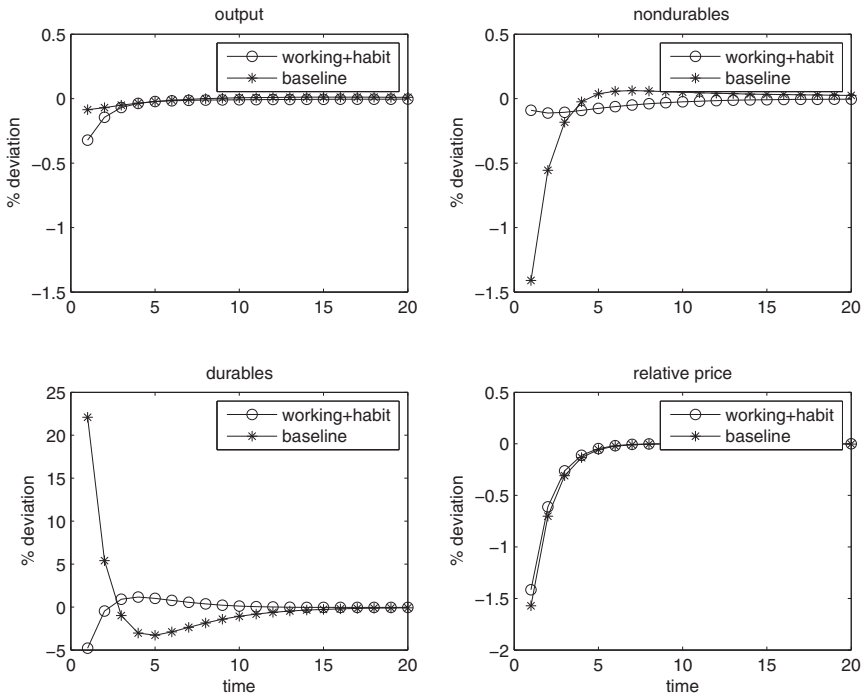 output
0.5
0
−0.5
−1
−1.5
% deviation
0 5 10 15 20
working+habit
baseline
nondurables
0.5
0
−0.5
−1
−1.5
% deviation
0 5 10 15 20
working+habit
baseline
durables
25
20
15
10
5
0
−5
% deviation
0 5 10 15 20
time
working+habit
baseline
relative price
0.5
0
−0.5
−1
−1.5
−2
% deviation
0 5 10 15 20
time
working+habit
baseline